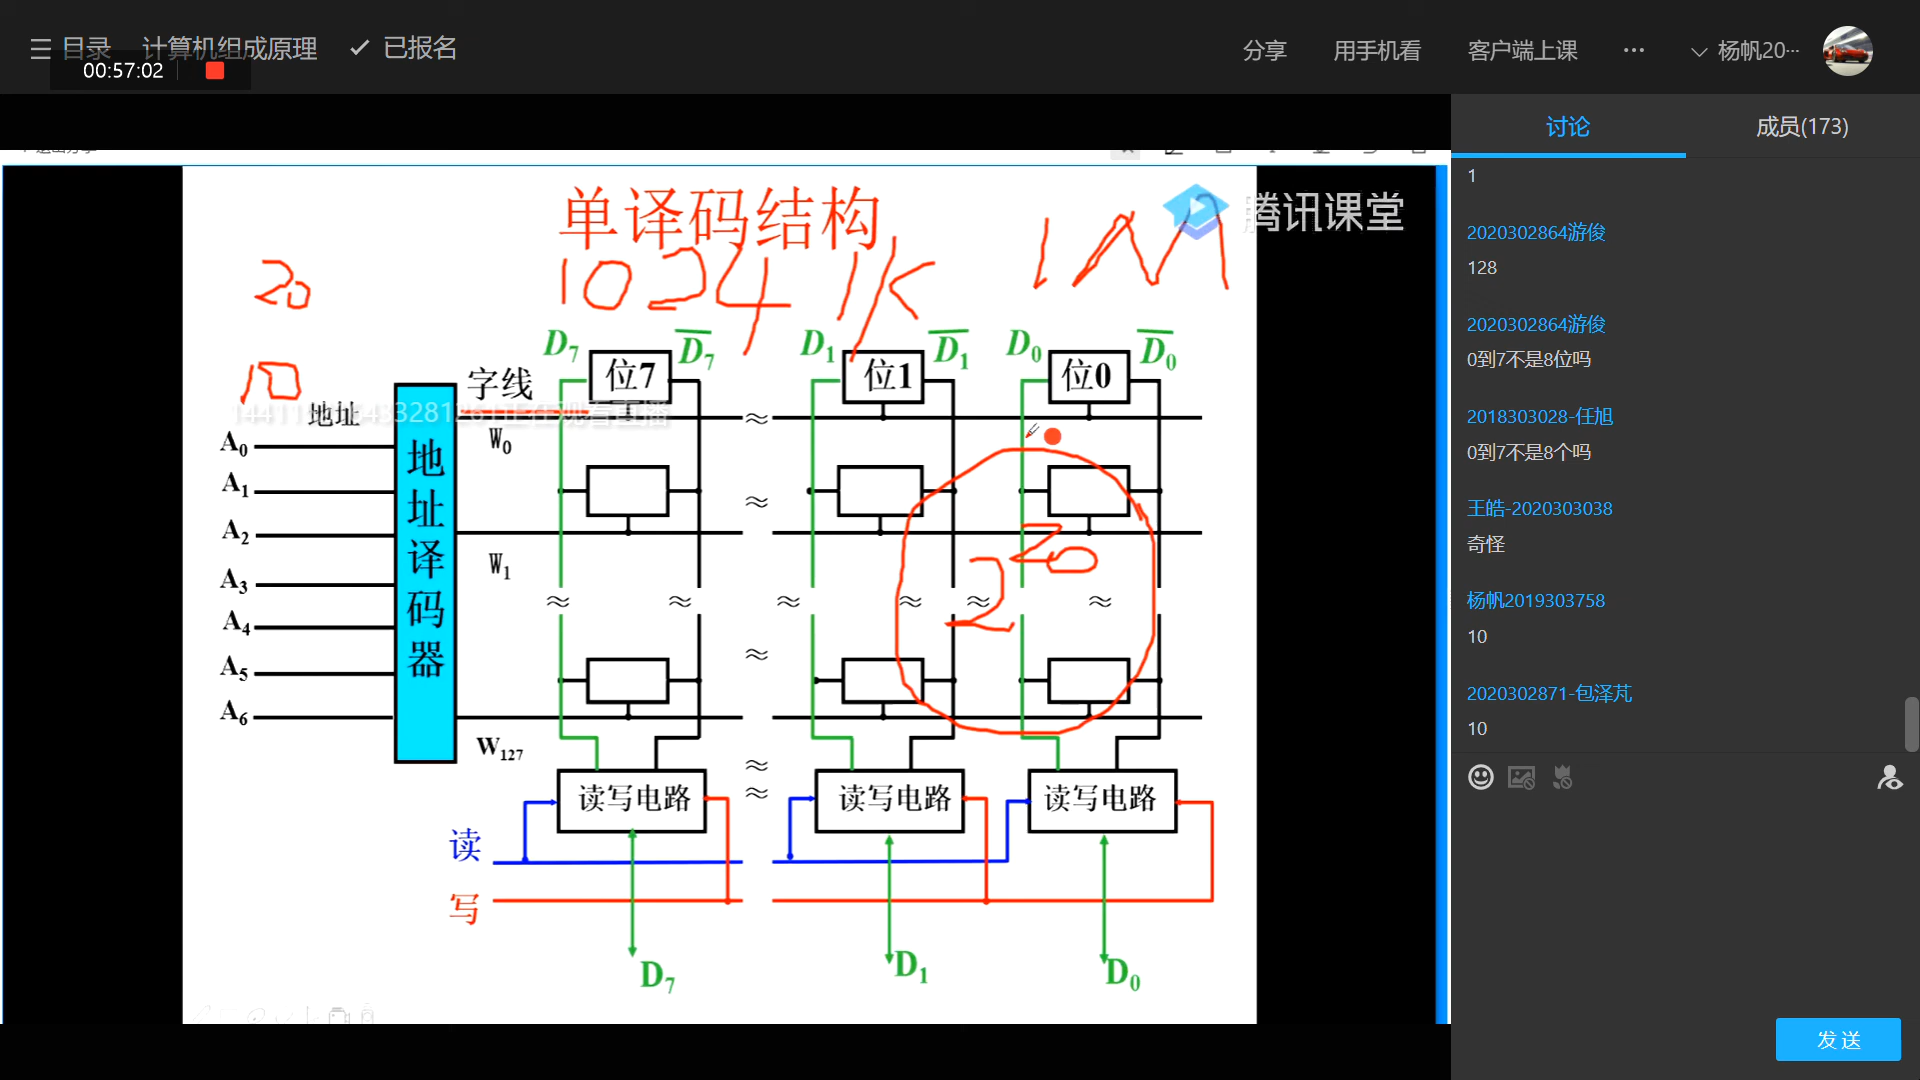 目录 计算机组成原理 已报名
00:57:02
分享 用手机看 客户端上课 ··· 杨帆20···
讨论 成员(173)
腾讯课堂
单译码结构
1024 1K 1M
20
10
D7 D7 D1 D1 D0 D0
位7 位1 位0
字线
地址
正在观看直播
地址译码器
A0
A1
A2
A3
A4
A5
A6
W0
W1
W127
2^20
读写电路 读写电路 读写电路
读
写
D7 D1 D0
1
2020302864游俊
128
2020302864游俊
0到7不是8位吗
2018303028-任旭
0到7不是8个吗
王皓-2020303038
奇怪
杨帆2019303758
10
2020302871-包泽芃
10
发送